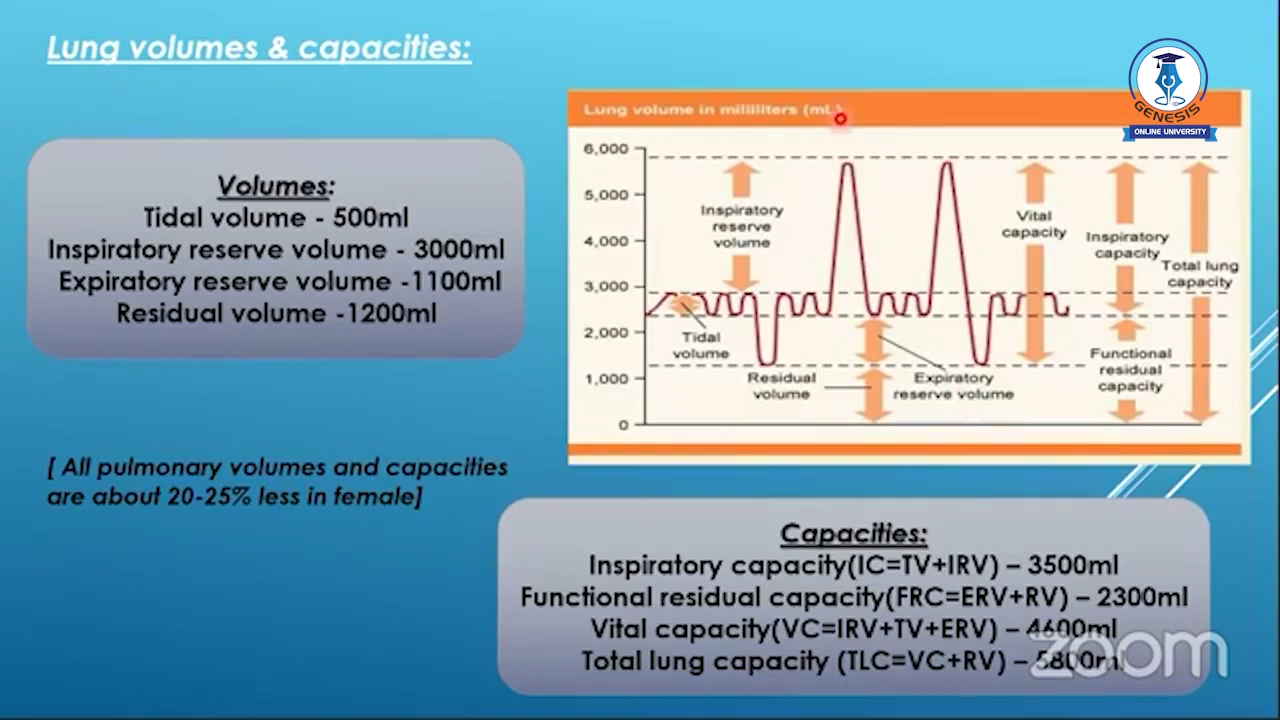 Lung volumes & capacities:
Volumes:
Tidal volume - 500ml
Inspiratory reserve volume - 3000ml
Expiratory reserve volume -1100ml
Residual volume -1200ml
[ All pulmonary volumes and capacities
are about 20-25% less in female]
Lung volume in milliliters (mL)
6,000
5,000
4,000
3,000
2,000
1,000
0
Inspiratory
reserve
volume
Tidal
volume
Residual
volume
Expiratory
reserve volume
Vital
capacity
Inspiratory
capacity
Functional
residual
capacity
Total lung
capacity
GENESIS
ONLINE UNIVERSITY
Capacities:
Inspiratory capacity(IC=TV+IRV) – 3500ml
Functional residual capacity(FRC=ERV+RV) – 2300ml
Vital capacity(VC=IRV+TV+ERV) – 4600ml
Total lung capacity (TLC=VC+RV) – 5800ml
zoom